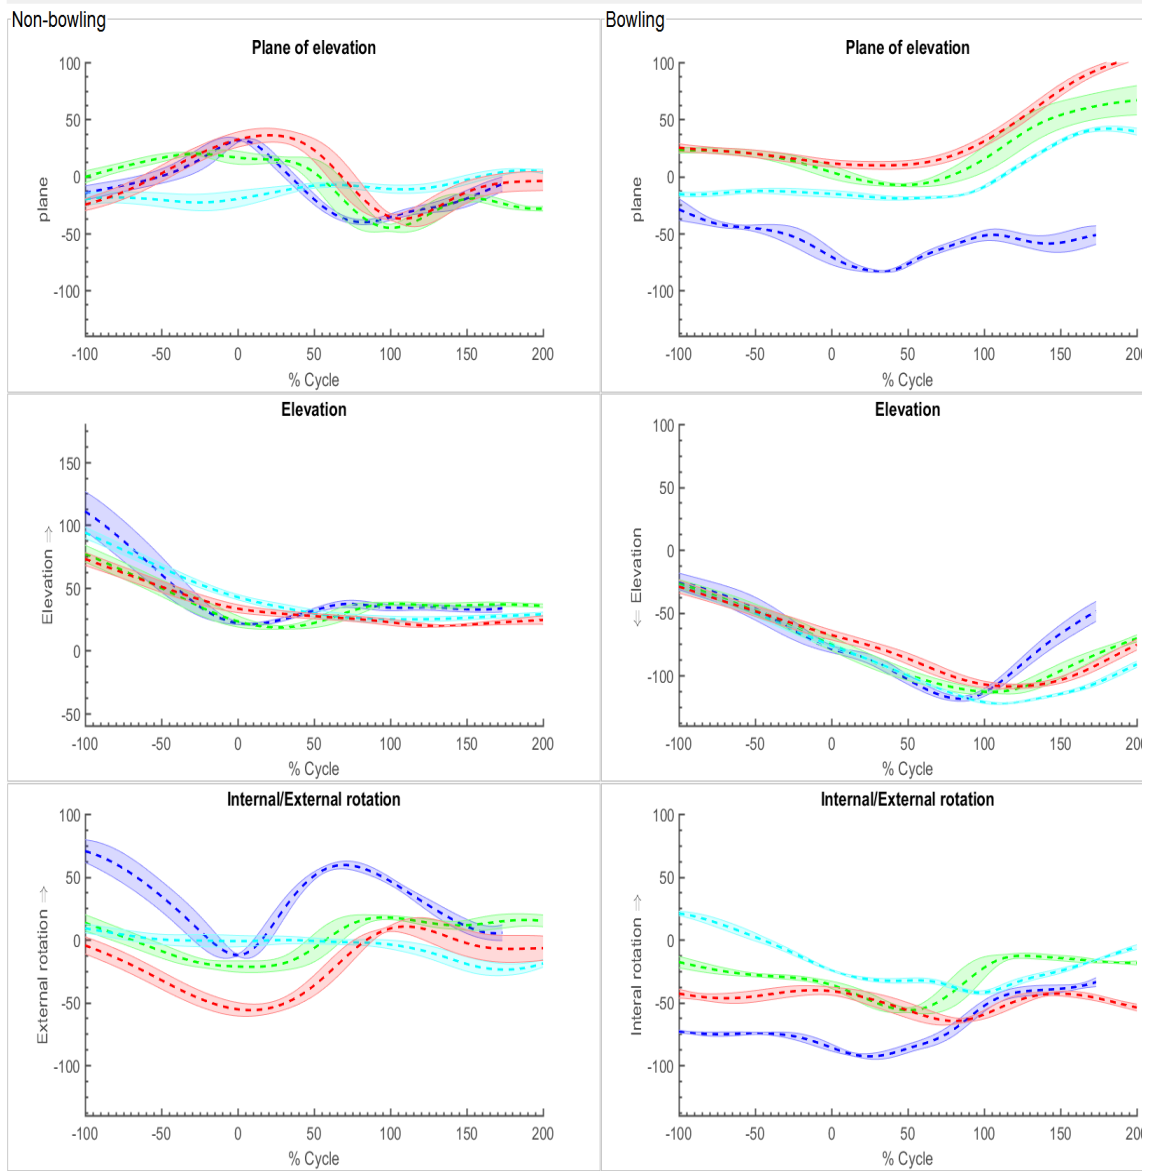 Non-bowling
Bowling
Plane of elevation
100
50
0
-50
-100
plane
-100 -50 0 50 100 150 200
% Cycle
Plane of elevation
100
50
0
-50
-100
plane
-100 -50 0 50 100 150 20
% Cycle
Elevation
150
100
50
0
-50
Elevation ⇒
-100 -50 0 50 100 150 200
% Cycle
Elevation
100
50
0
-50
-100
⇐ Elevation
-100 -50 0 50 100 150 20
% Cycle
Internal/External rotation
100
50
0
-50
-100
External rotation ⇒
-100 -50 0 50 100 150 200
% Cycle
Internal/External rotation
100
50
0
-50
-100
Interal rotation ⇒
-100 -50 0 50 100 150 20
% Cycle